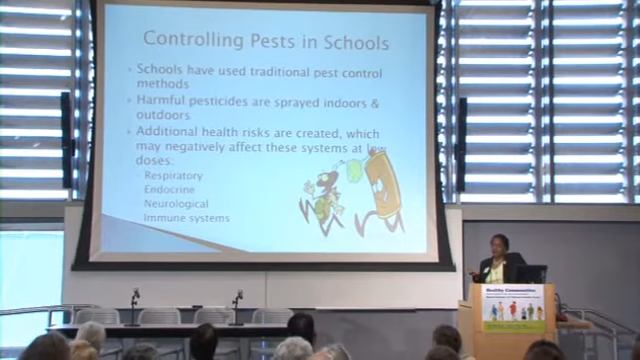 Controlling Pests in Schools
Schools have used traditional pest control
methods
Harmful pesticides are sprayed indoors &
outdoors
Additional health risks are created, which
may negatively affect these systems at low
doses:
Respiratory
Endocrine
Neurological
Immune systems
Healthy Communities